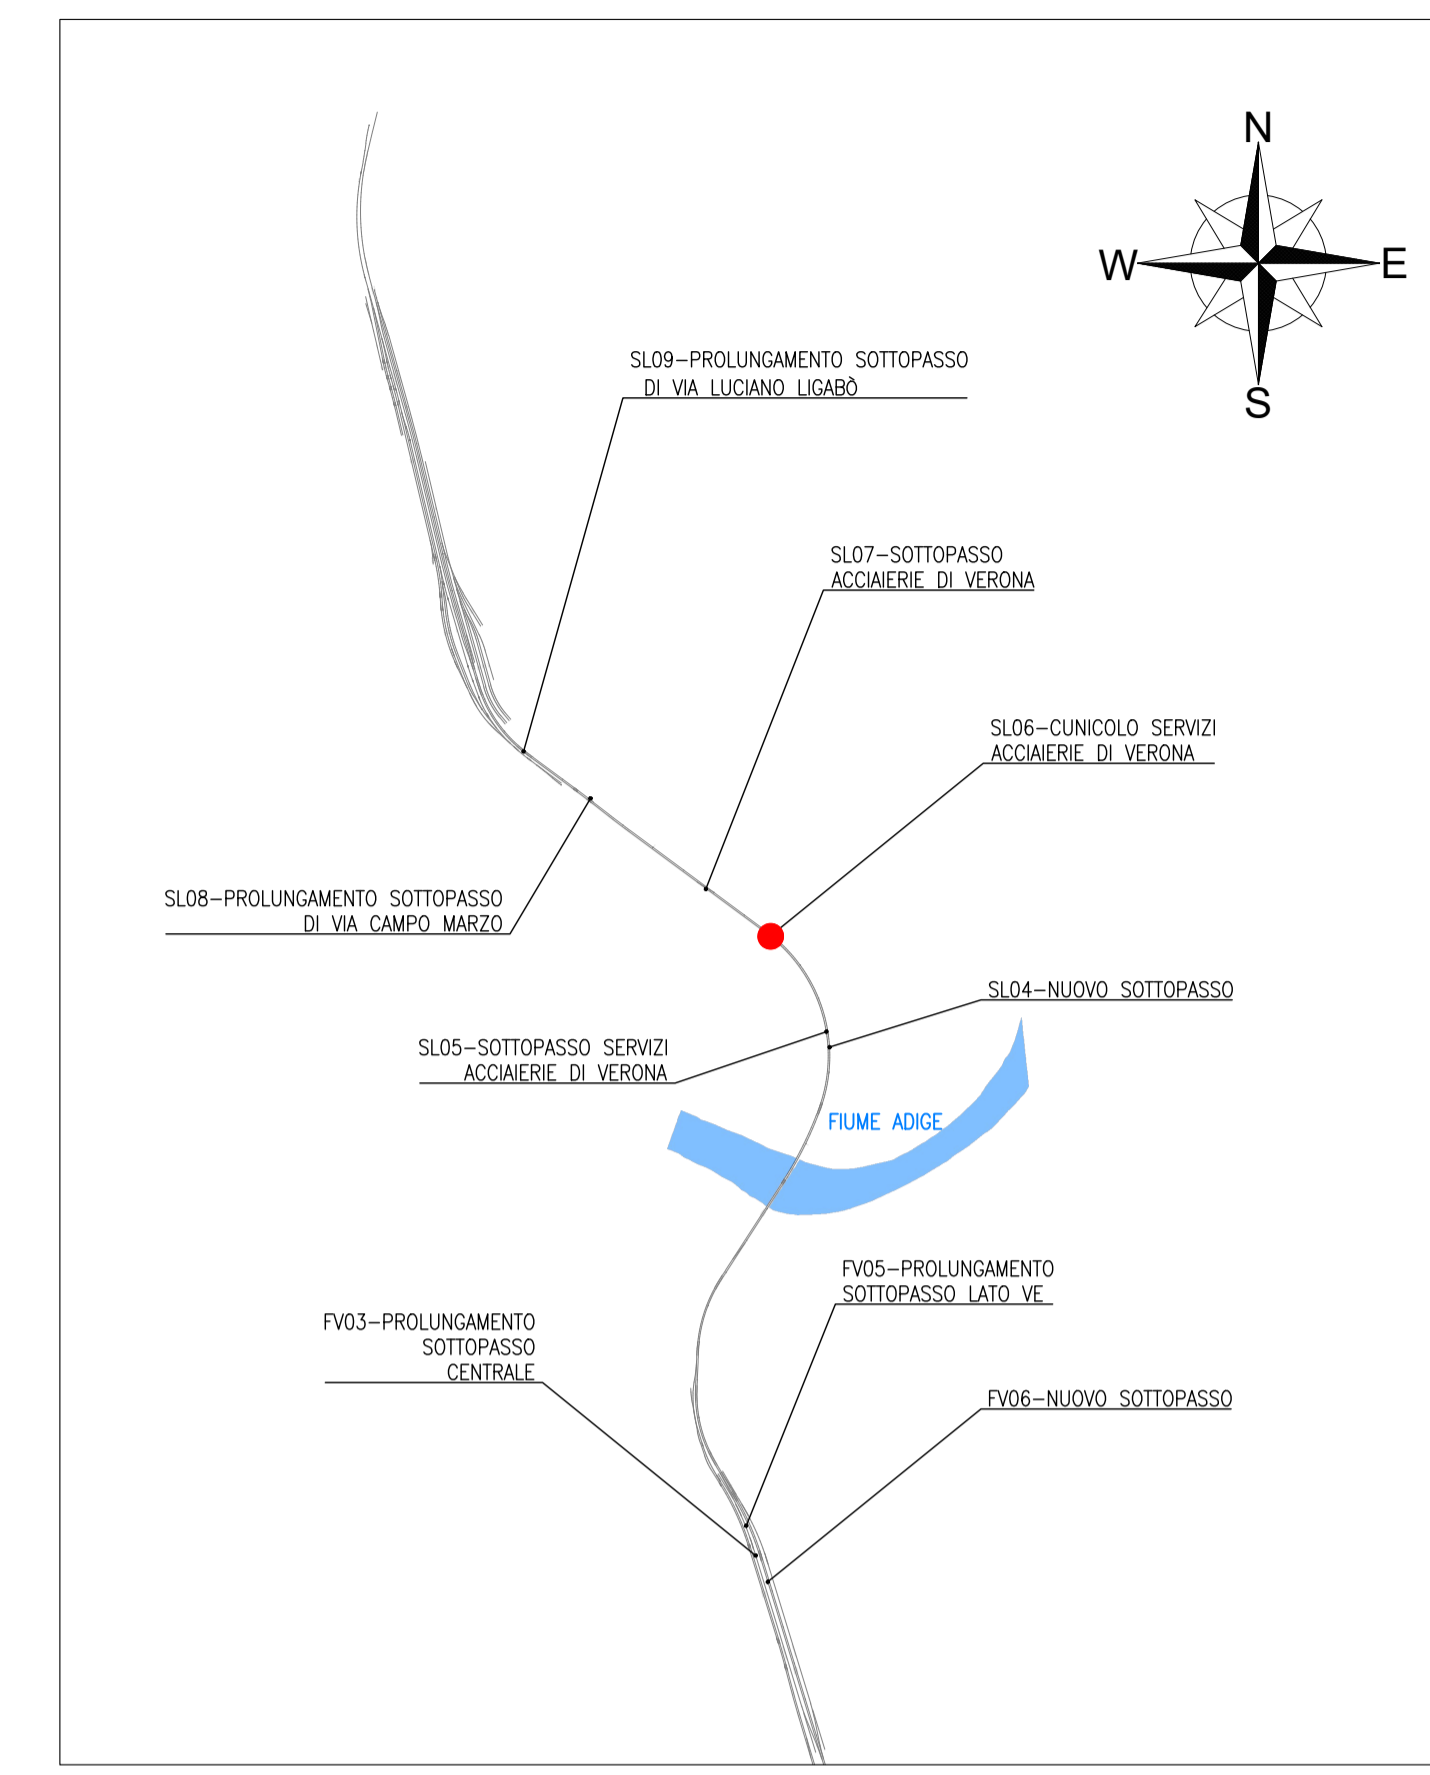 N
W
E
S
SL09-PROLUNGAMENTO SOTTOPASSO
DI VIA LUCIANO LIGABÒ
SL07-SOTTOPASSO
ACCIAIERIE DI VERONA
SL06-CUNICOLO SERVIZI
ACCIAIERIE DI VERONA
SL08-PROLUNGAMENTO SOTTOPASSO
DI VIA CAMPO MARZO
SL04-NUOVO SOTTOPASSO
SL05-SOTTOPASSO SERVIZI
ACCIAIERIE DI VERONA
FIUME ADIGE
FV05-PROLUNGAMENTO
SOTTOPASSO LATO VE
FV03-PROLUNGAMENTO
SOTTOPASSO
CENTRALE
FV06-NUOVO SOTTOPASSO